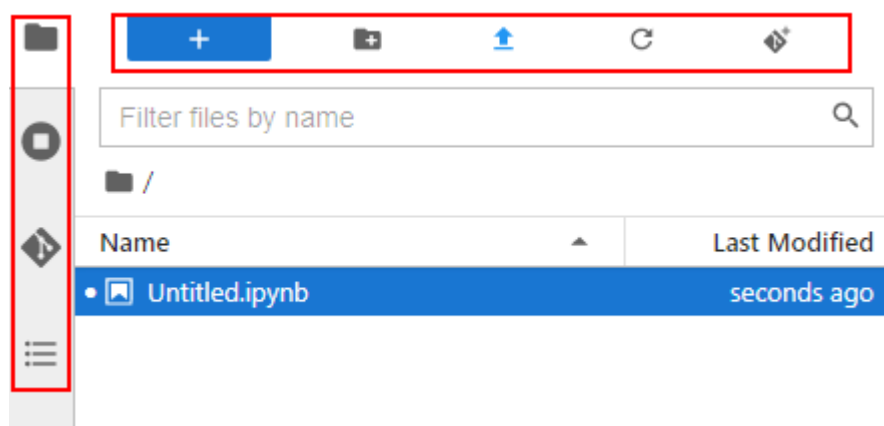 Filter files by name
/
Name Last Modified
Untitled.ipynb seconds ago